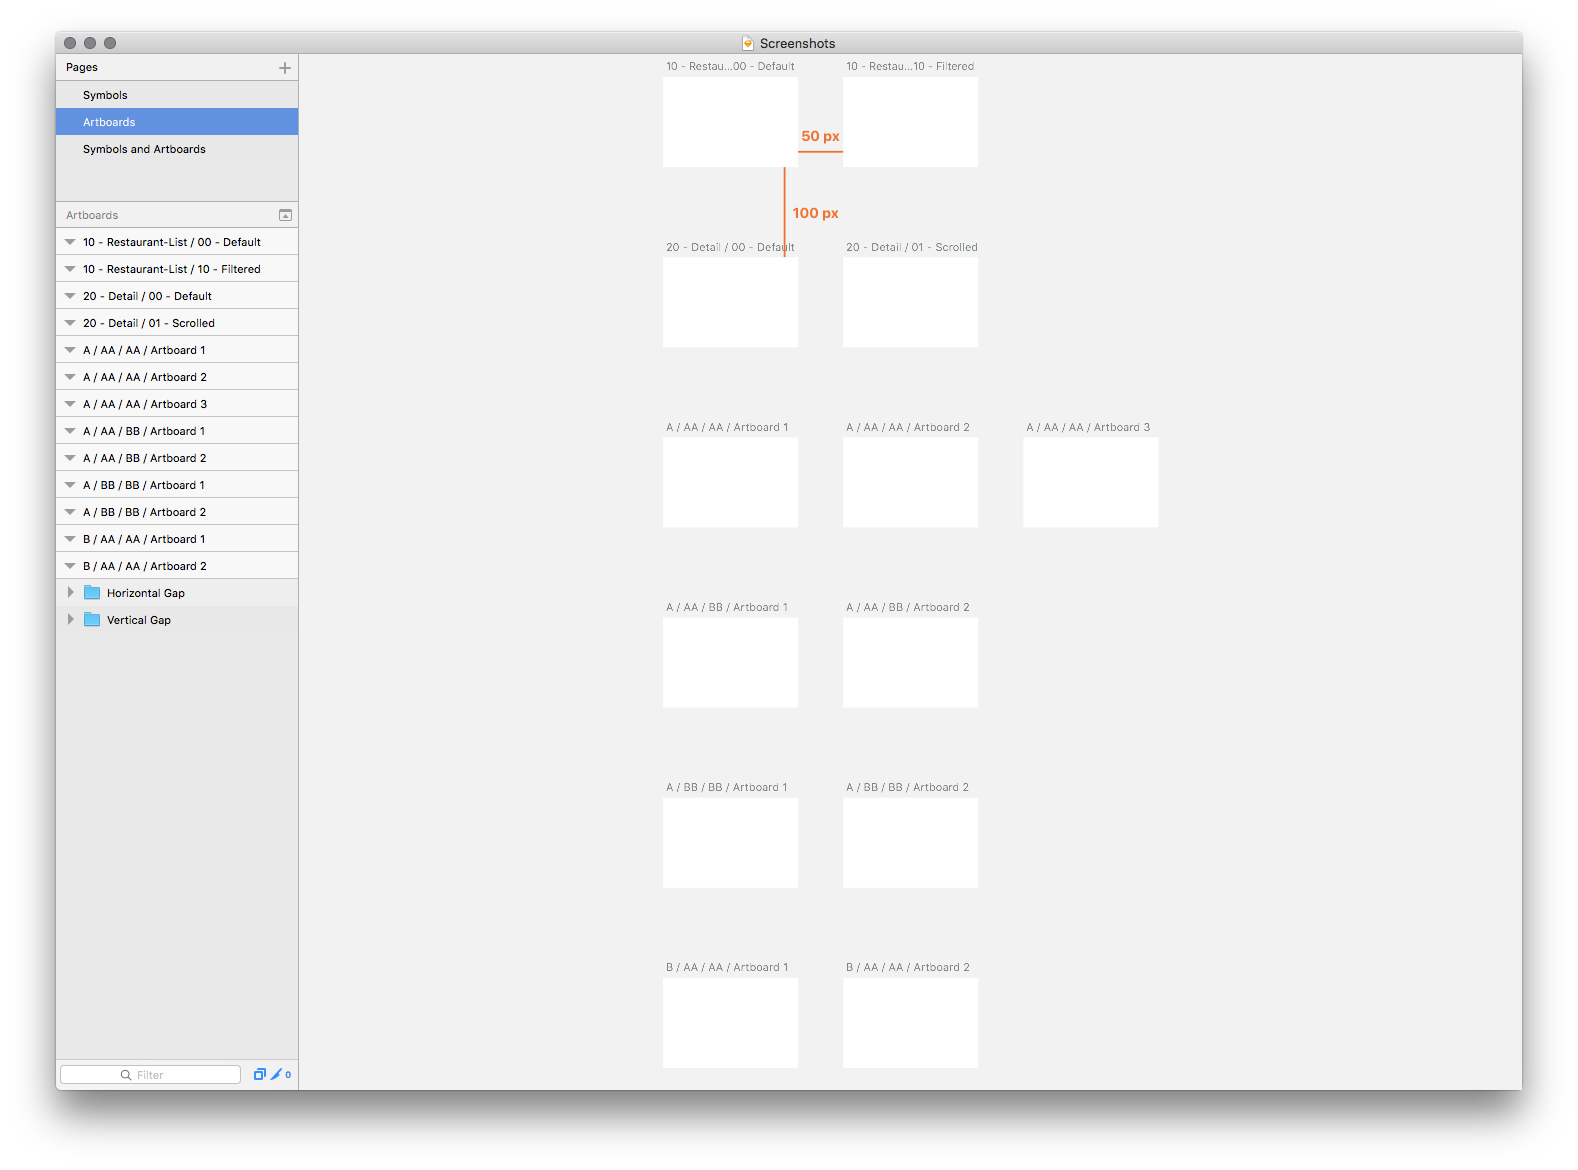 Screenshots
Pages
Symbols
Artboards
Symbols and Artboards
Artboards
10 - Restaurant-List / 00 - Default
10 - Restaurant-List / 10 - Filtered
20 - Detail / 00 - Default
20 - Detail / 01 - Scrolled
A / AA / AA / Artboard 1
A / AA / AA / Artboard 2
A / AA / AA / Artboard 3
A / AA / BB / Artboard 1
A / AA / BB / Artboard 2
A / BB / BB / Artboard 1
A / BB / BB / Artboard 2
B / AA / AA / Artboard 1
B / AA / AA / Artboard 2
Horizontal Gap
Vertical Gap
Filter
0
10 - Restau...00 - Default
10 - Restau...10 - Filtered
50 px
100 px
20 - Detail / 00 - Default
20 - Detail / 01 - Scrolled
A / AA / AA / Artboard 1
A / AA / AA / Artboard 2
A / AA / AA / Artboard 3
A / AA / BB / Artboard 1
A / AA / BB / Artboard 2
A / BB / BB / Artboard 1
A / BB / BB / Artboard 2
B / AA / AA / Artboard 1
B / AA / AA / Artboard 2